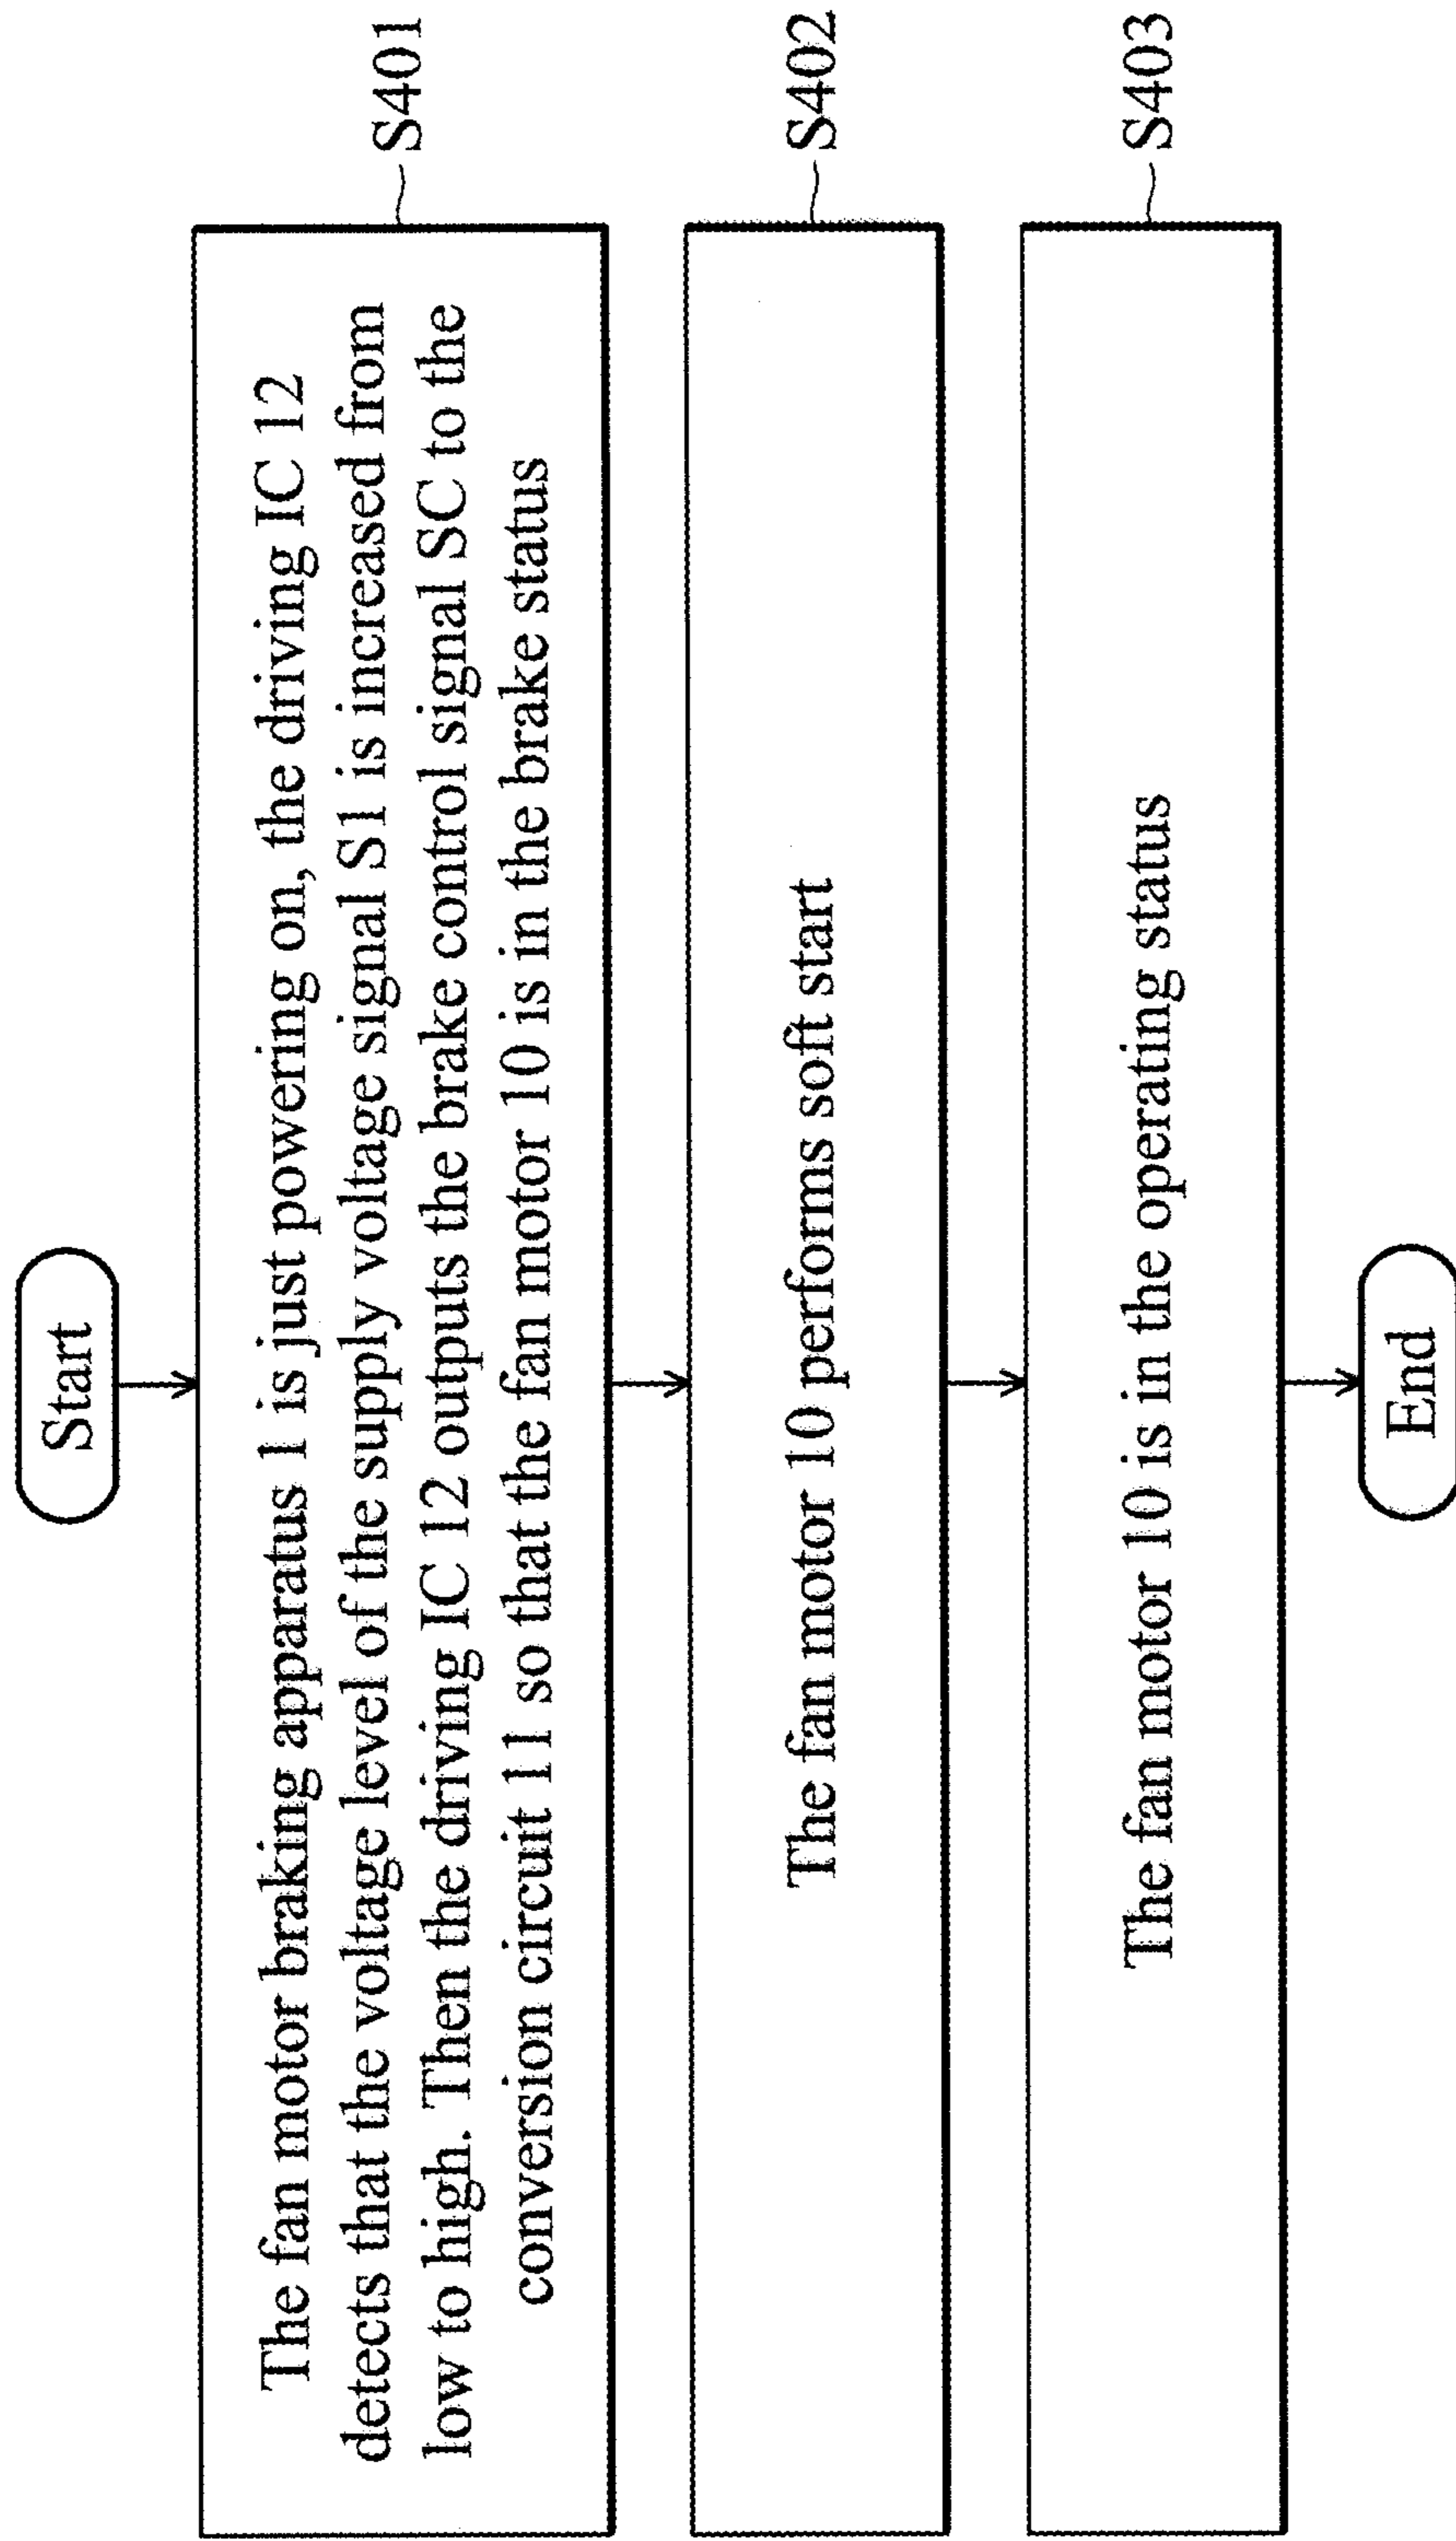 Start
The fan motor braking apparatus 1 is just powering on, the driving IC 12
detects that the voltage level of the supply voltage signal S1 is increased from
low to high. Then the driving IC 12 outputs the brake control signal SC to the
conversion circuit 11 so that the fan motor 10 is in the brake status
S401
The fan motor 10 performs soft start
S402
The fan motor 10 is in the operating status
S403
End